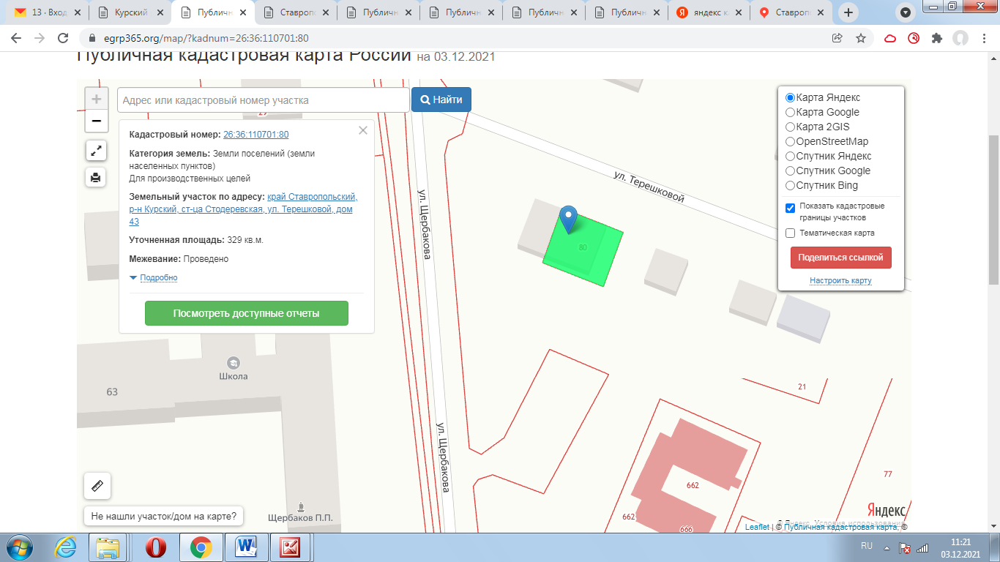 13 · Вход
Курский
Публичн
Ставропо
Публичн
Публичн
Публичн
Публичн
яндекс ка
Ставропо
egrp365.org/map/?kadnum=26:36:110701:80
Публичная кадастровая карта России на 03.12.2021
Адрес или кадастровый номер участка
Найти
Кадастровый номер: 26:36:110701:80
Категория земель: Земли поселений (земли
населенных пунктов)
Для производственных целей
Земельный участок по адресу: край Ставропольский,
р-н Курский, ст-ца Стодеревская, ул. Терешковой, дом
43
Уточненная площадь: 329 кв.м.
Межевание: Проведено
Подробно
Посмотреть доступные отчеты
Карта Яндекс
Карта Google
Карта 2GIS
OpenStreetMap
Спутник Яндекс
Спутник Google
Спутник Bing
Показать кадастровые
границы участков
Тематическая карта
Поделиться ссылкой
Настроить карту
ул. Терешковой
ул. Щербакова
80
Школа
63
21
ул. Щербакова
77
662
662
666
Щербаков П.П.
Не нашли участок/дом на карте?
Яндекс
© Яндекс Условия использования
Leaflet | © Публичная кадастровая карта, ©
RU
11:21
03.12.2021